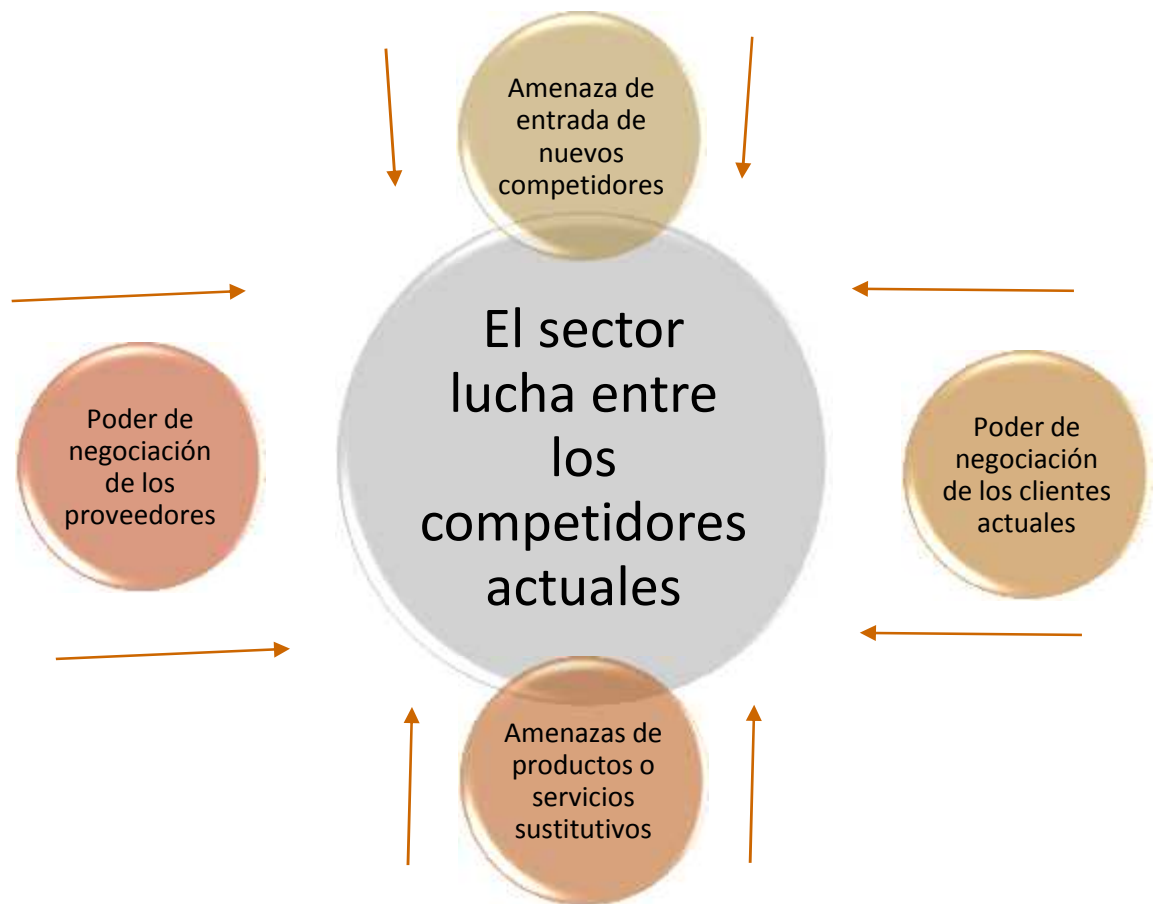 Amenaza de
entrada de
nuevos
competidores
El sector
lucha entre
los
competidores
actuales
Poder de
negociación
de los
proveedores
Poder de
negociación
de los clientes
actuales
Amenazas de
productos o
servicios
sustitutivos